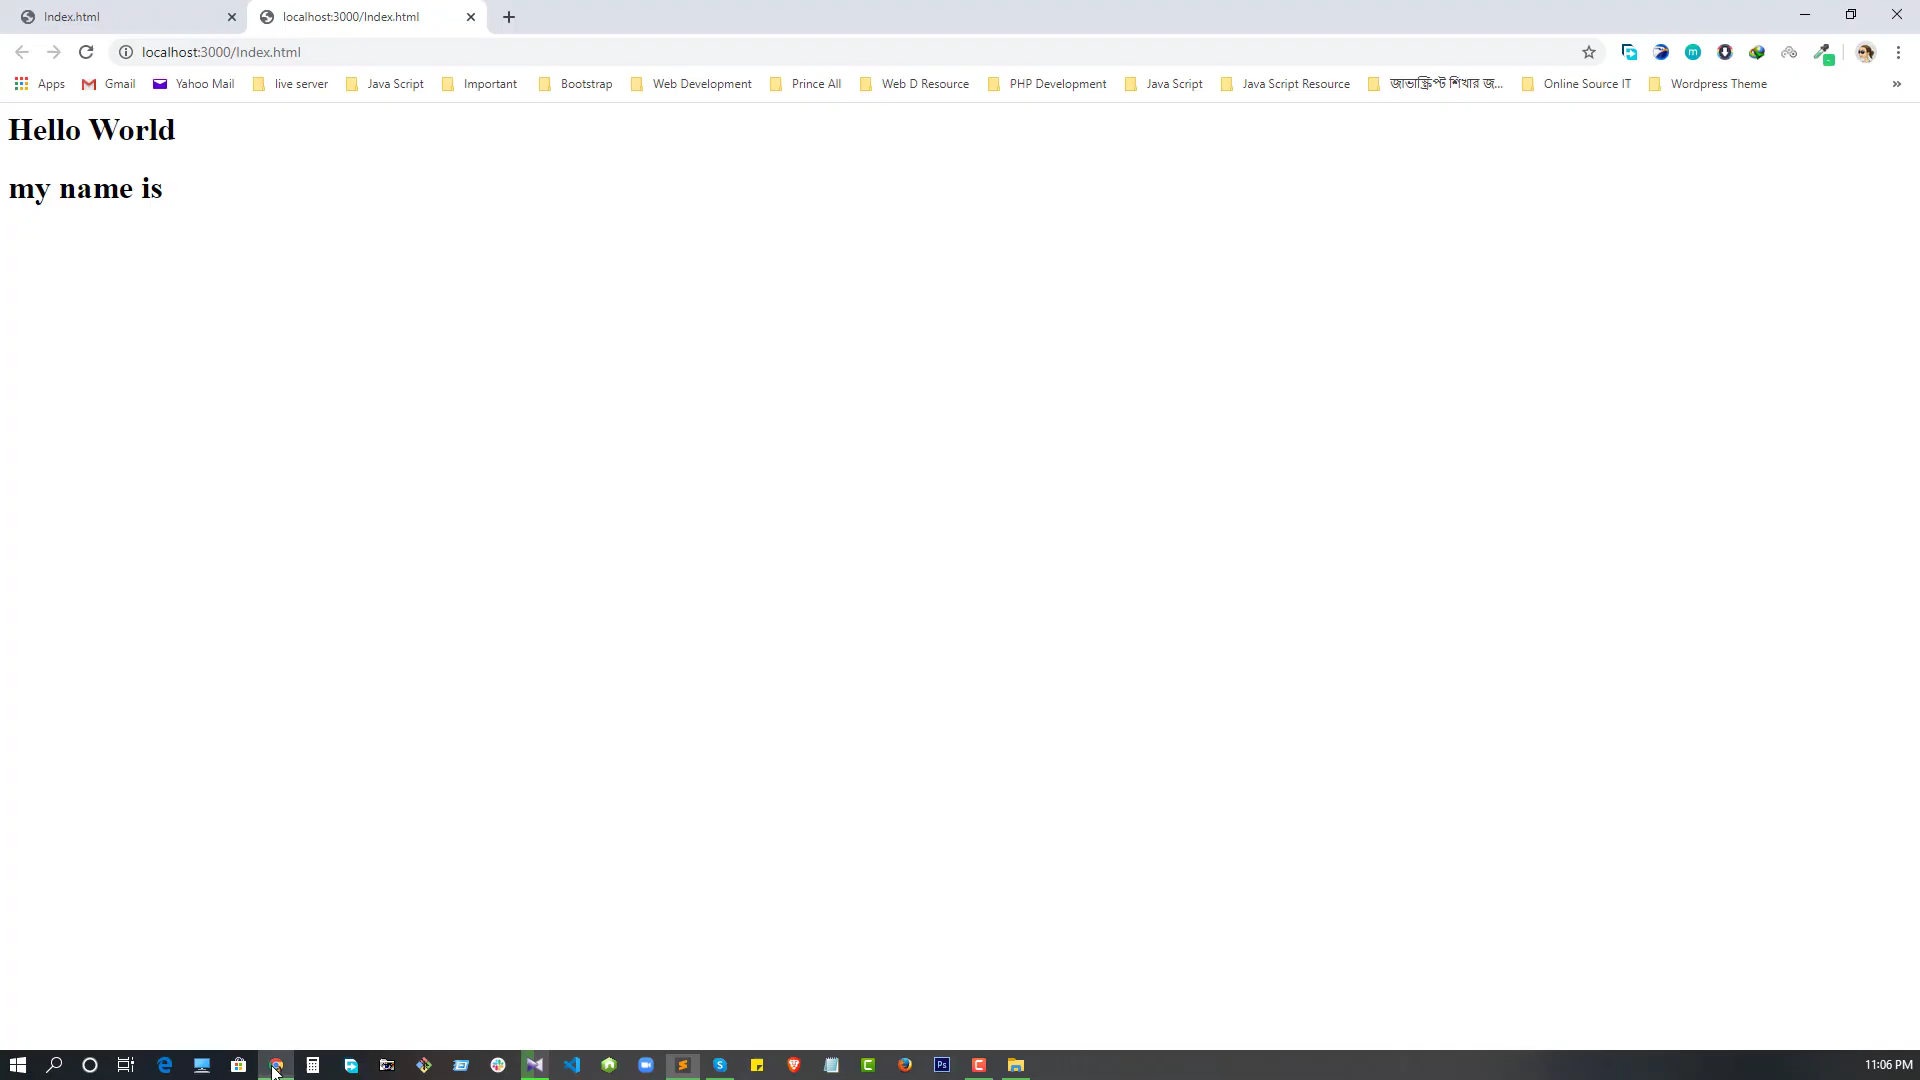 Index.html
localhost:3000/Index.html
localhost:3000/Index.html
Apps Gmail Yahoo Mail live server Java Script Important Bootstrap Web Development Prince All Web D Resource PHP Development Java Script Java Script Resource জাভাস্ক্রিপ্ট শিখার জ... Online Source IT Wordpress Theme »
Hello World
my name is
11:06 PM